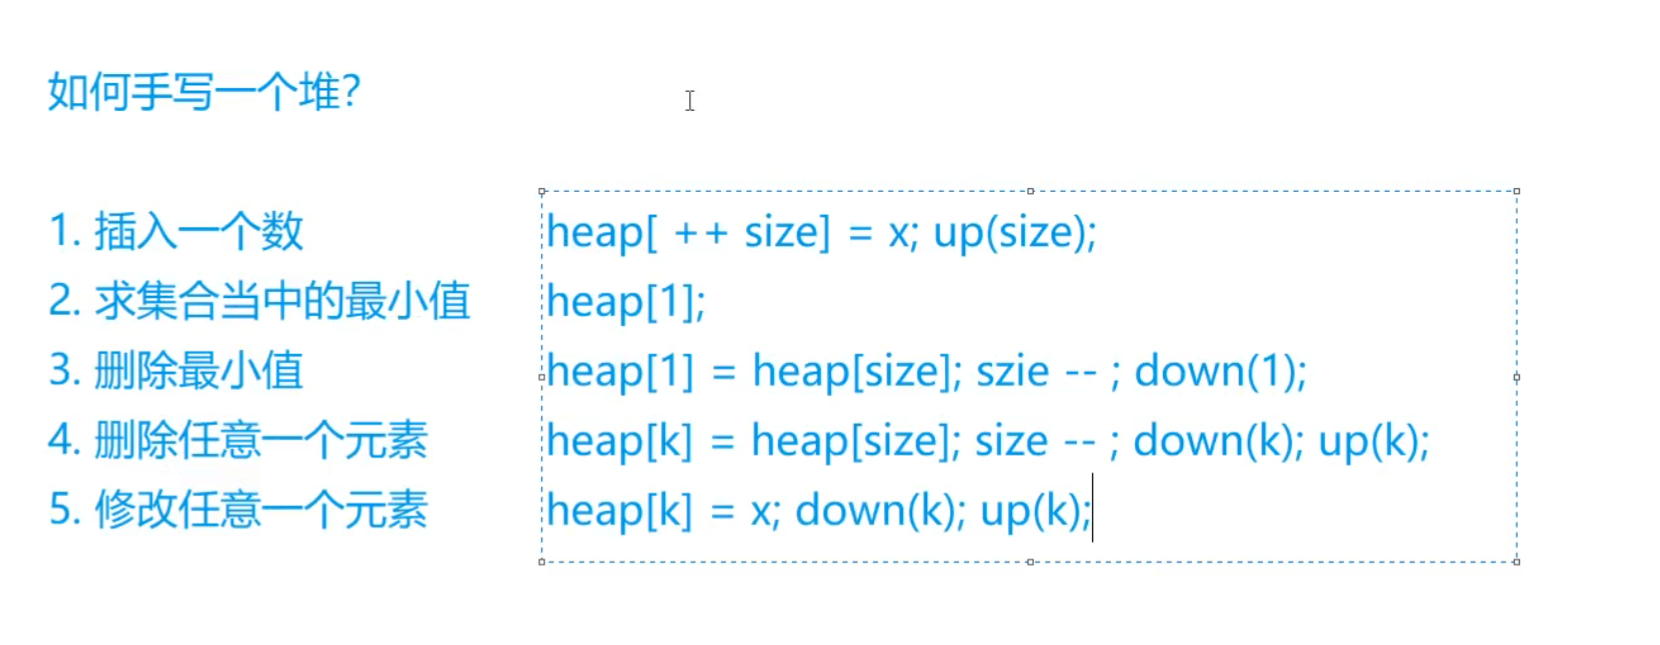 如何手写一个堆？
1. 插入一个数 heap[ ++ size] = x; up(size);
2. 求集合当中的最小值 heap[1];
3. 删除最小值 heap[1] = heap[size]; szie -- ; down(1);
4. 删除任意一个元素 heap[k] = heap[size]; size -- ; down(k); up(k);
5. 修改任意一个元素 heap[k] = x; down(k); up(k);